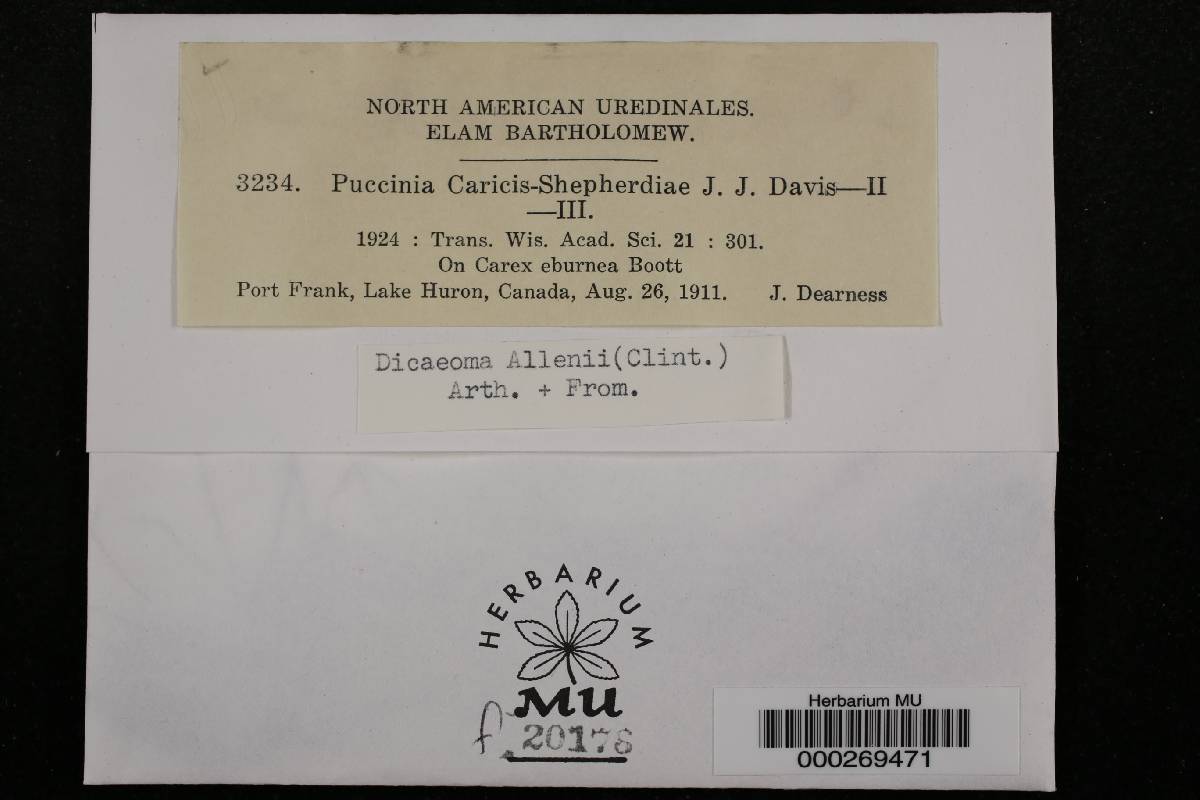 NORTH AMERICAN UREDINALES.
ELAM BARTHOLOMEW.
3234. Puccinia Caricis-Shepherdiae J. J. Davis—II
—III.
1924 : Trans. Wis. Acad. Sci. 21 : 301.
On Carex eburnea Boott
Port Frank, Lake Huron, Canada, Aug. 26, 1911. J. Dearness
Dicaeoma Allenii(Clint.)
Arth. + From.
HERBARIUM
MU
f. 20178
Herbarium MU
000269471